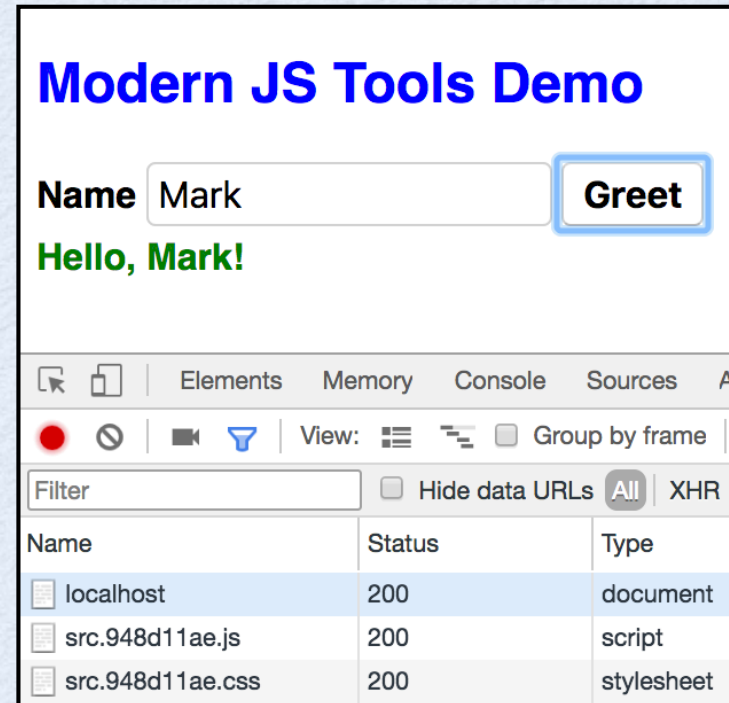 Modern JS Tools Demo
Name Mark Greet
Hello, Mark!
Elements Memory Console Sources
View: Group by frame
Filter Hide data URLs All XHR
Name Status Type
localhost 200 document
src.948d11ae.js 200 script
src.948d11ae.css 200 stylesheet